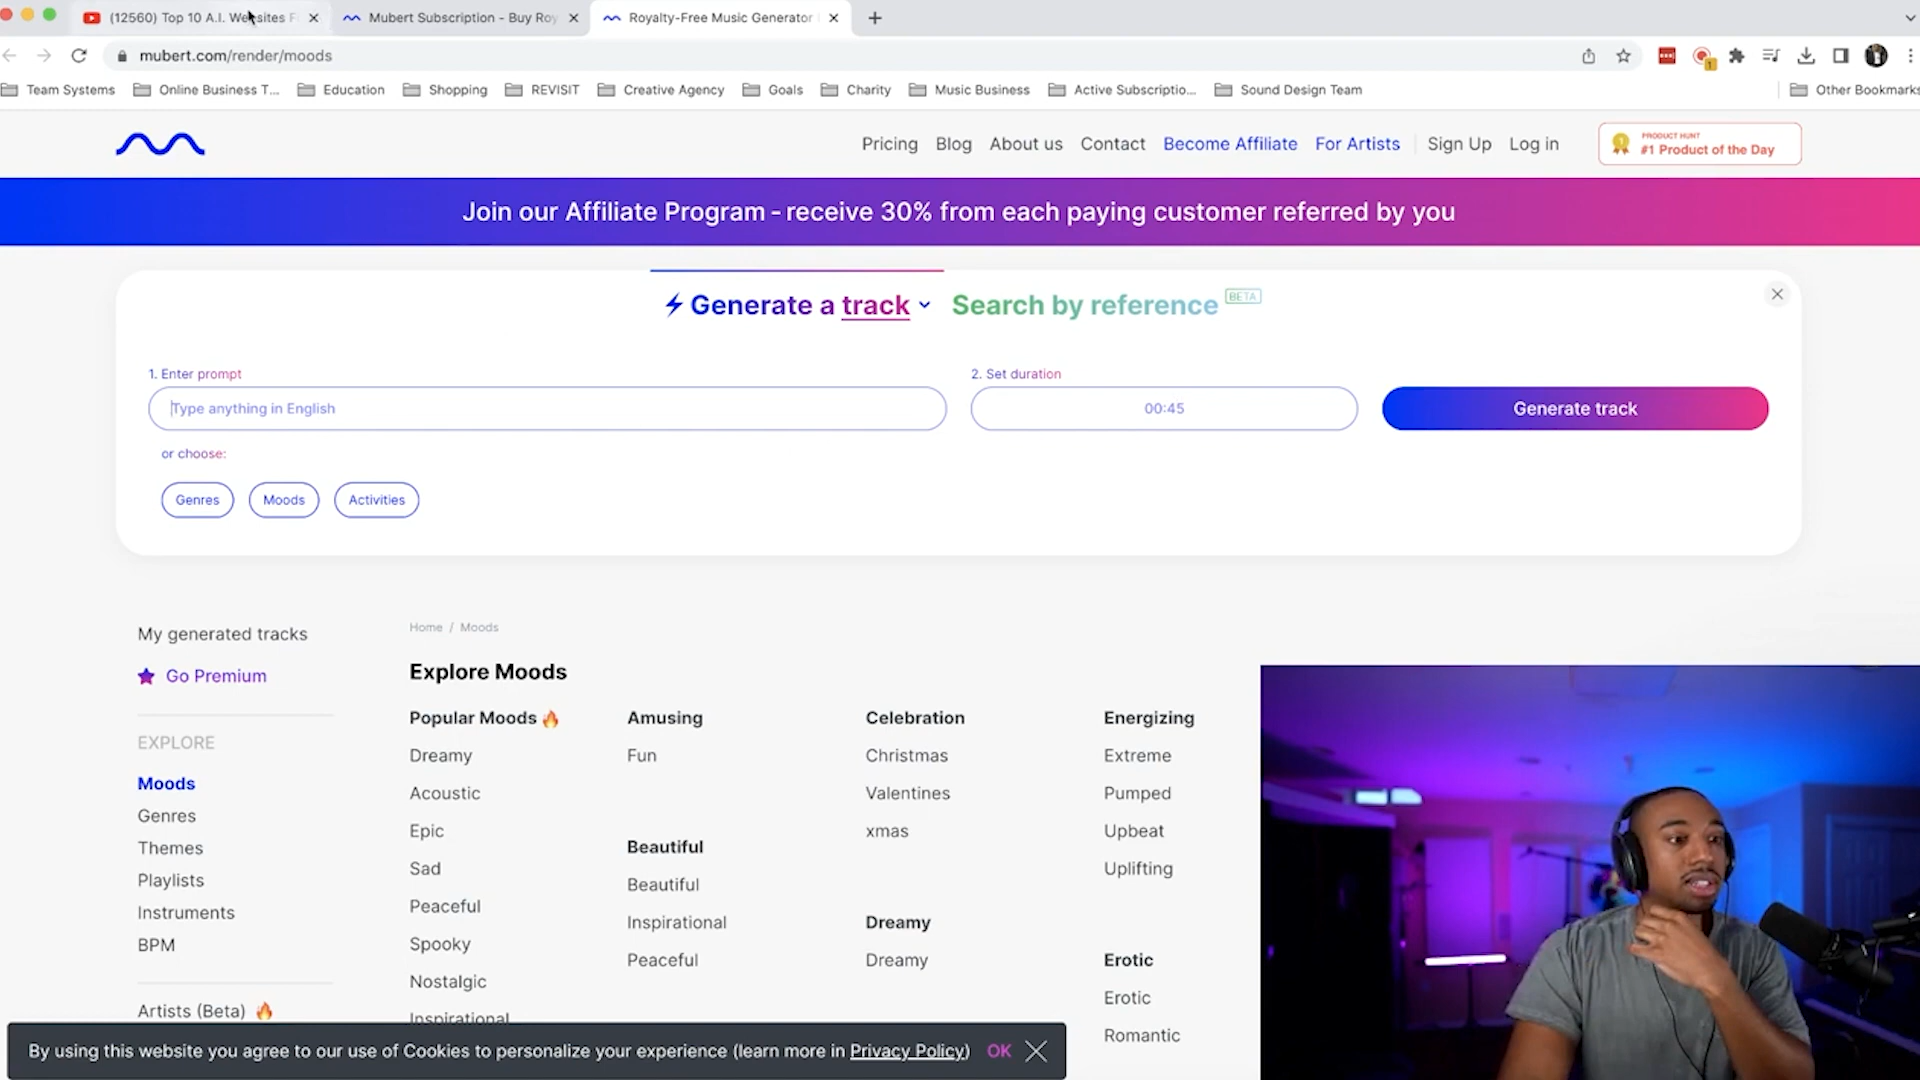 (12560) Top 10 A.I. Websites F
Mubert Subscription - Buy Roy
Royalty-Free Music Generator
mubert.com/render/moods
1
Team Systems
Online Business T...
Education
Shopping
REVISIT
Creative Agency
Goals
Charity
Music Business
Active Subscriptio...
Sound Design Team
Other Bookmarks
Pricing
Blog
About us
Contact
Become Affiliate
For Artists
Sign Up
Log in
1
PRODUCT HUNT
#1 Product of the Day
Join our Affiliate Program - receive 30% from each paying customer referred by you
Generate a track
Search by reference BETA
1. Enter prompt
Type anything in English
2. Set duration
00:45
Generate track
or choose:
Genres
Moods
Activities
My generated tracks
Go Premium
EXPLORE
Moods
Genres
Themes
Playlists
Instruments
BPM
Artists (Beta)
Home / Moods
Explore Moods
Popular Moods
Dreamy
Acoustic
Epic
Sad
Peaceful
Spooky
Nostalgic
Inspirational
Amusing
Fun
Beautiful
Beautiful
Inspirational
Peaceful
Celebration
Christmas
Valentines
xmas
Dreamy
Dreamy
Energizing
Extreme
Pumped
Upbeat
Uplifting
Erotic
Erotic
Romantic
By using this website you agree to our use of Cookies to personalize your experience (learn more in Privacy Policy)
OK